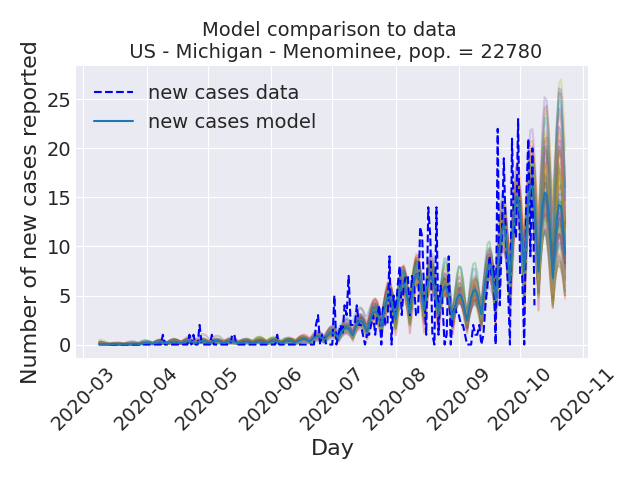 Model comparison to data
US - Michigan - Menominee, pop. = 22780
Number of new cases reported
25
20
15
10
5
0
new cases data
new cases model
2020-03
2020-04
2020-05
2020-06
2020-07
2020-08
2020-09
2020-10
2020-11
Day